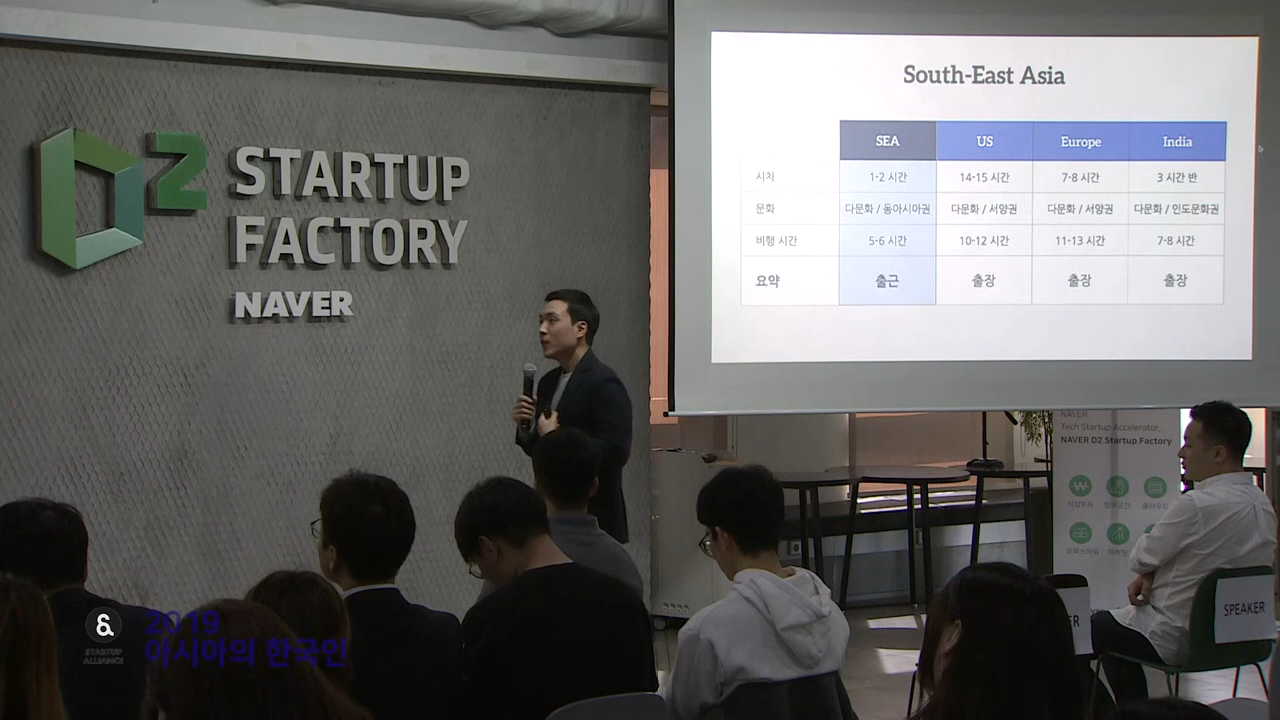 D2 STARTUP
FACTORY
NAVER
South-East Asia
SEA US Europe India
시차 1-2 시간 14-15 시간 7-8 시간 3 시간 반
문화 다문화 / 동아시아권 다문화 / 서양권 다문화 / 서양권 다문화 / 인도문화권
비행 시간 5-6 시간 10-12 시간 11-13 시간 7-8 시간
요약 출근 출장 출장 출장
NAVER
Tech Startup Accelerator,
NAVER D2 Startup Factory
SPEAKER
ER
&
STARTUP
ALLIANCE
2019
아시아의 한국인